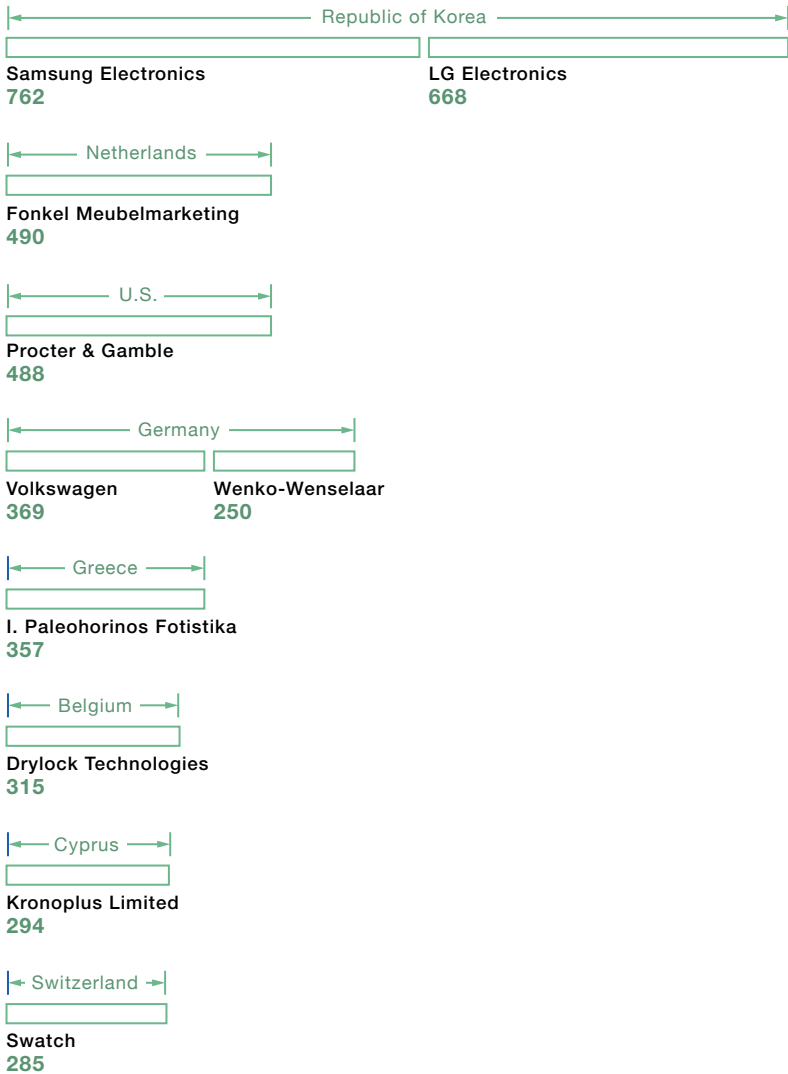 Republic of Korea
Samsung Electronics LG Electronics
762 668
Netherlands
Fonkel Meubelmarketing
490
U.S.
Procter & Gamble
488
Germany
Volkswagen Wenko-Wenselaar
369 250
Greece
I. Paleohorinos Fotistika
357
Belgium
Drylock Technologies
315
Cyprus
Kronoplus Limited
294
Switzerland
Swatch
285